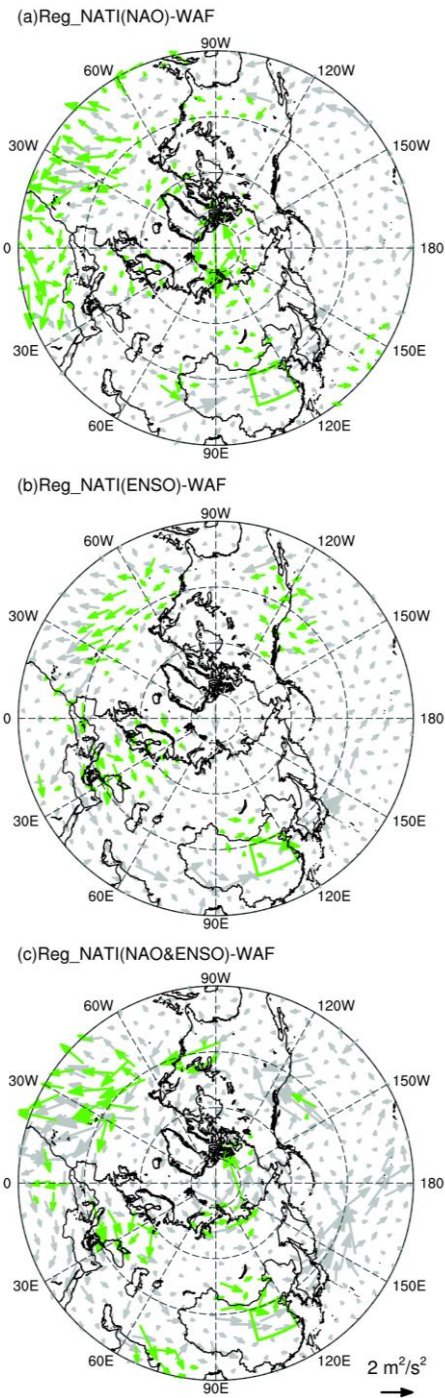 (a)Reg_NATI(NAO)-WAF
90W
60W 120W
30W 150W
0 180
30E 150E
60E 120E
90E
(b)Reg_NATI(ENSO)-WAF
90W
60W 120W
30W 150W
0 180
30E 150E
60E 120E
90E
(c)Reg_NATI(NAO&ENSO)-WAF
90W
60W 120W
30W 150W
0 180
30E 150E
60E 120E
90E
2 m²/s²